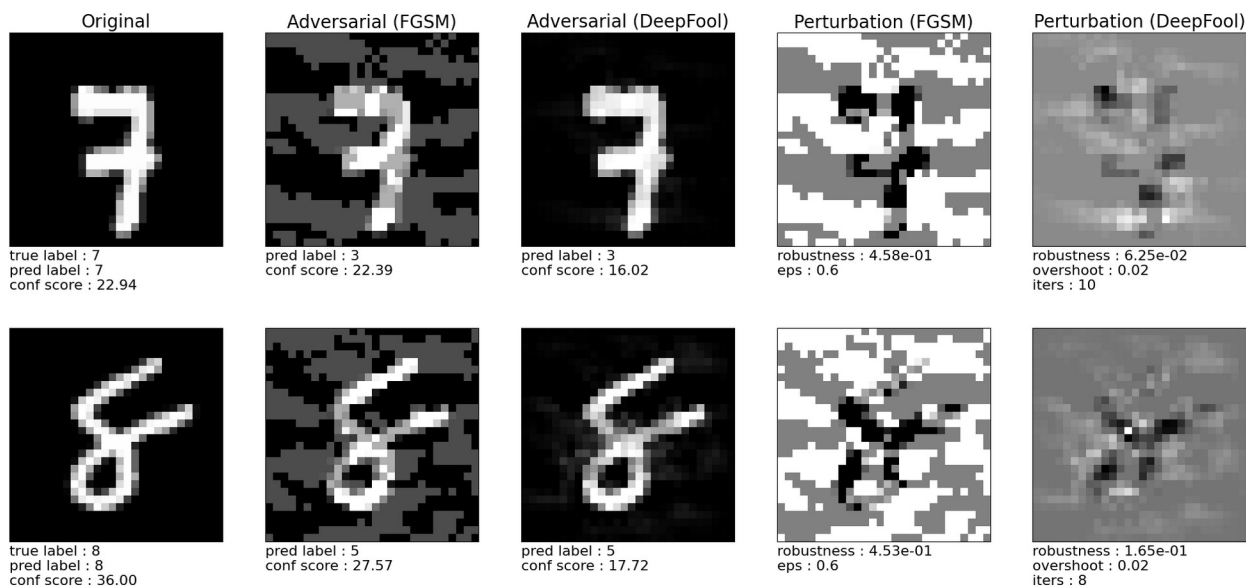 Original
Adversarial (FGSM)
Adversarial (DeepFool)
Perturbation (FGSM)
Perturbation (DeepFool)
7
true label : 7
pred label : 7
conf score : 22.94
pred label : 3
conf score : 22.39
pred label : 3
conf score : 16.02
robustness : 4.58e-01
eps : 0.6
robustness : 6.25e-02
overshoot : 0.02
iters : 10
8
true label : 8
pred label : 8
conf score : 36.00
pred label : 5
conf score : 27.57
pred label : 5
conf score : 17.72
robustness : 4.53e-01
eps : 0.6
robustness : 1.65e-01
overshoot : 0.02
iters : 8